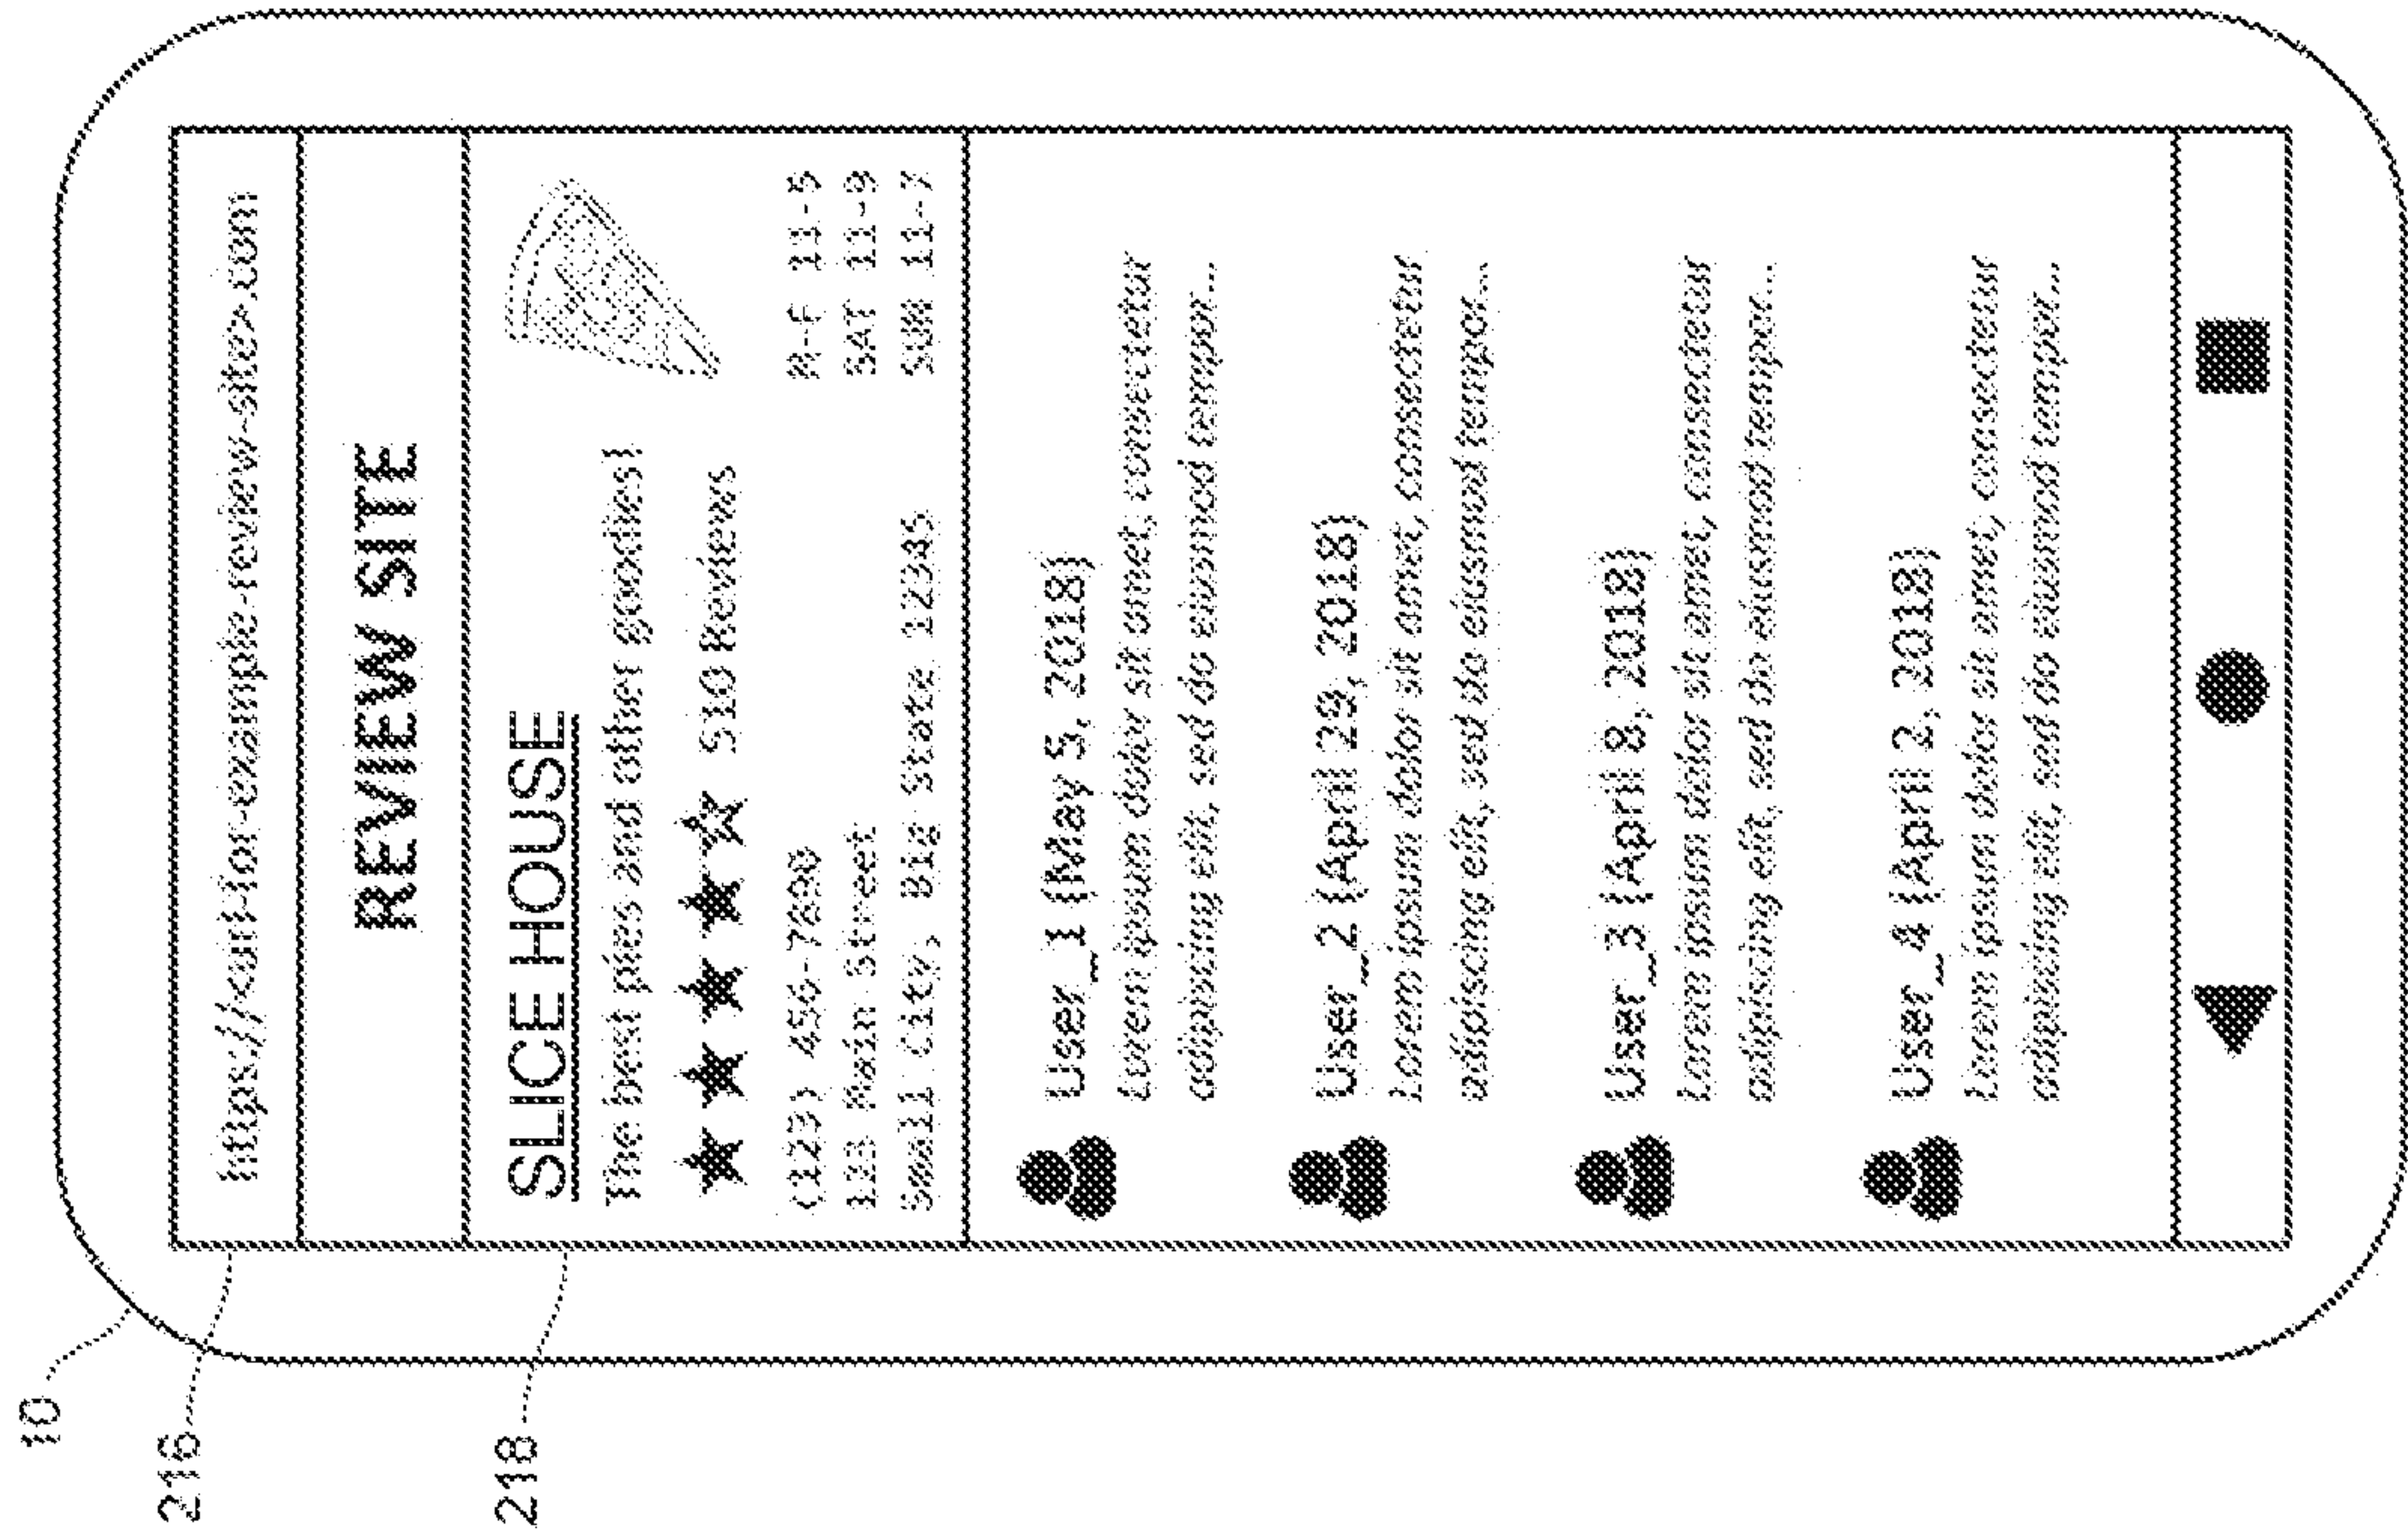 10
216
218
https://<url-for-example-review-site>.com
REVIEW SITE
SLICE HOUSE
The best pies and other goodies!
510 Reviews
(123) 456-7890
123 Main Street
Small City, Big State 12345
M-F 11-5
SAT 11-9
SUN 11-7
User_1 (May 5, 2018)
Lorem ipsum dolor sit amet, consectetur
adipiscing elit, sed do eiusmod tempor...
User_2 (April 29, 2018)
Lorem ipsum dolor sit amet, consectetur
adipiscing elit, sed do eiusmod tempor...
User_3 (April 8, 2018)
Lorem ipsum dolor sit amet, consectetur
adipiscing elit, sed do eiusmod tempor...
User_4 (April 2, 2018)
Lorem ipsum dolor sit amet, consectetur
adipiscing elit, sed do eiusmod tempor...